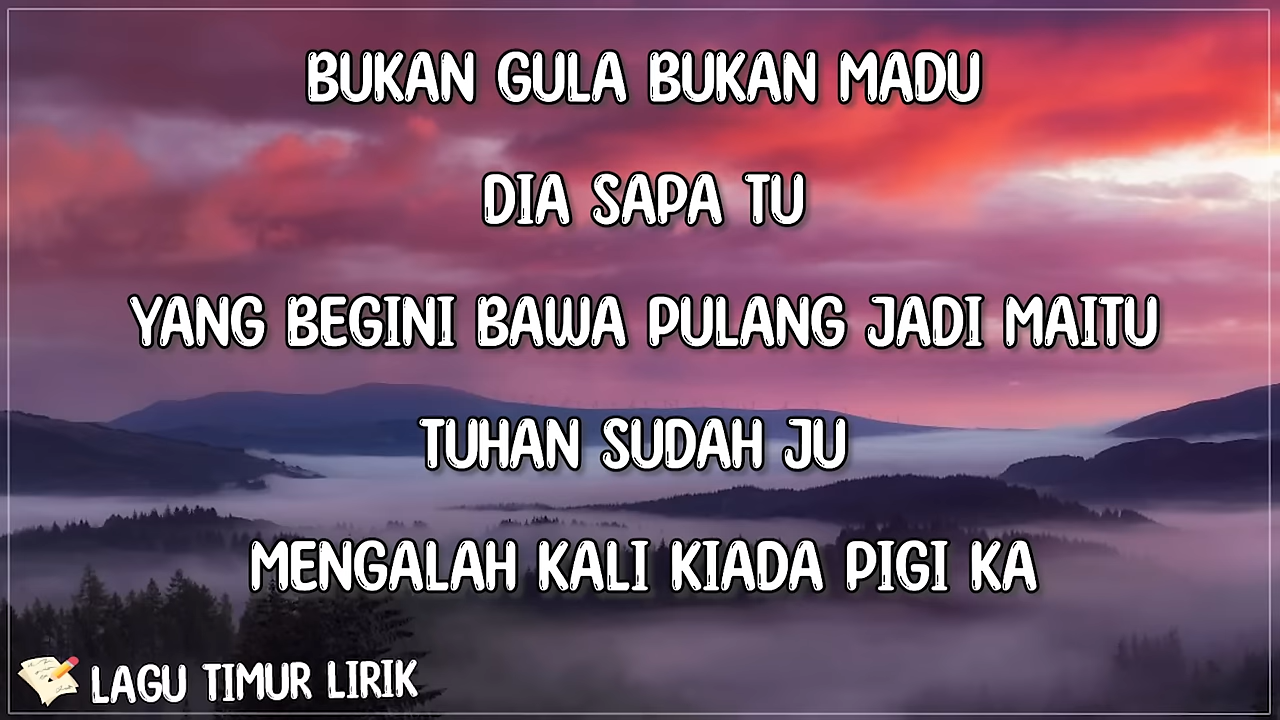 BUKAN GULA BUKAN MADU
DIA SAPA TU
YANG BEGINI BAWA PULANG JADI MAITU
TUHAN SUDAH JU
MENGALAH KALI KIADA PIGI KA
LAGU TIMUR LIRIK